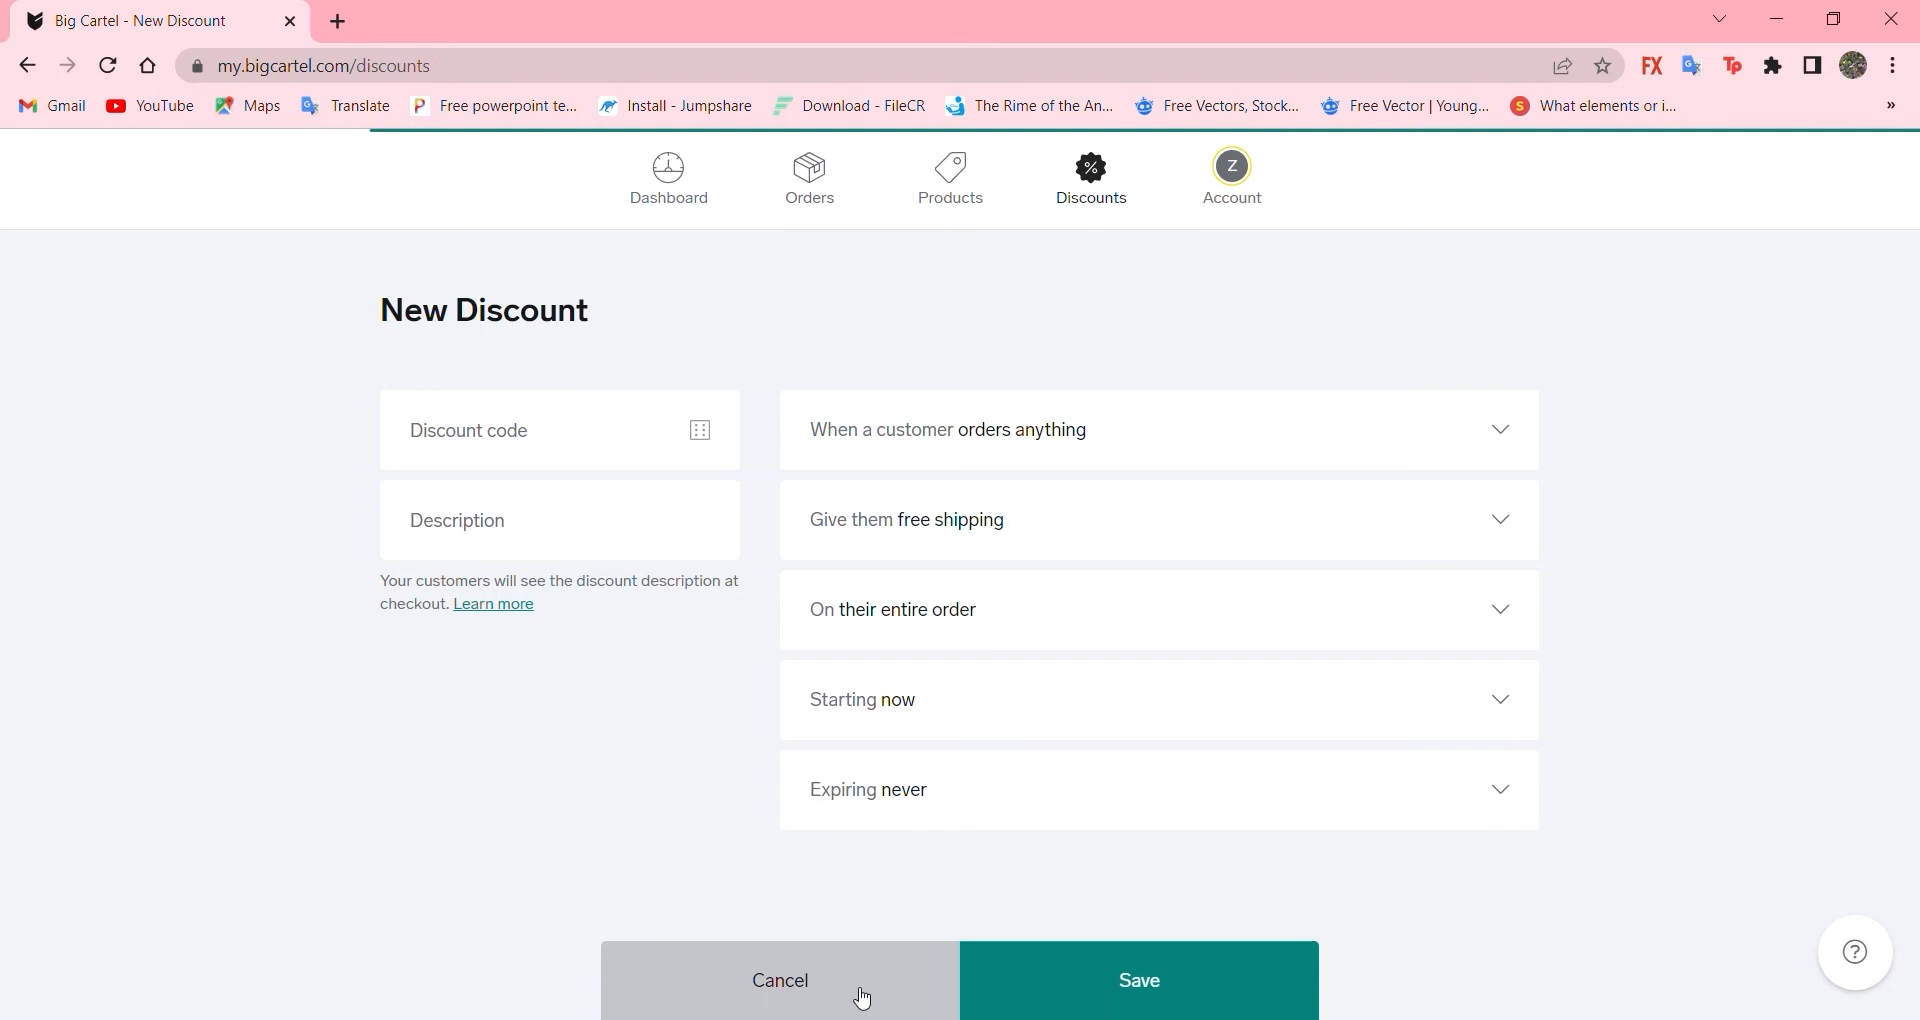 Big Cartel - New Discount
my.bigcartel.com/discounts
FX
Tp
Gmail
YouTube
Maps
Translate
P Free powerpoint te...
Install - Jumpshare
Download - FileCR
The Rime of the An...
Free Vectors, Stock...
Free Vector | Young...
S What elements or i...
»
Dashboard
Orders
Products
% Discounts
Z Account
New Discount
Discount code
Description
Your customers will see the discount description at
checkout. Learn more
When a customer orders anything
Give them free shipping
On their entire order
Starting now
Expiring never
Cancel
Save
?